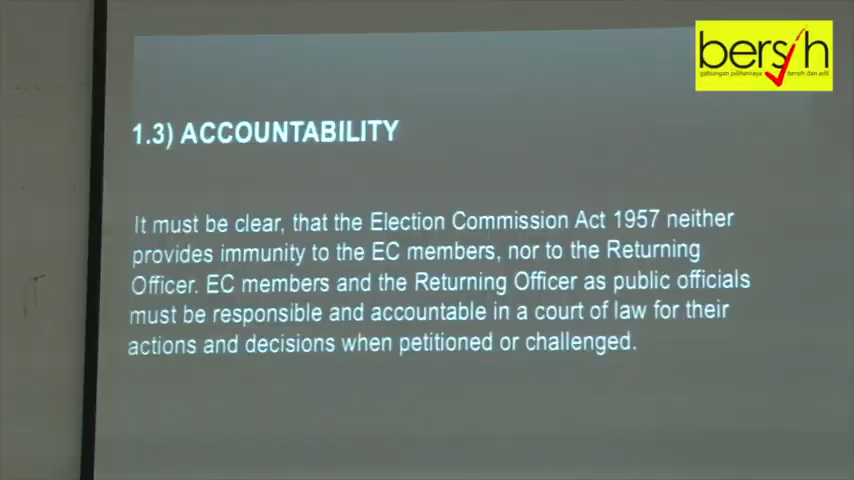 bersih
gabungan pilihanraya bersih dan adil
1.3) ACCOUNTABILITY
It must be clear, that the Election Commission Act 1957 neither
provides immunity to the EC members, nor to the Returning
Officer. EC members and the Returning Officer as public officials
must be responsible and accountable in a court of law for their
actions and decisions when petitioned or challenged.